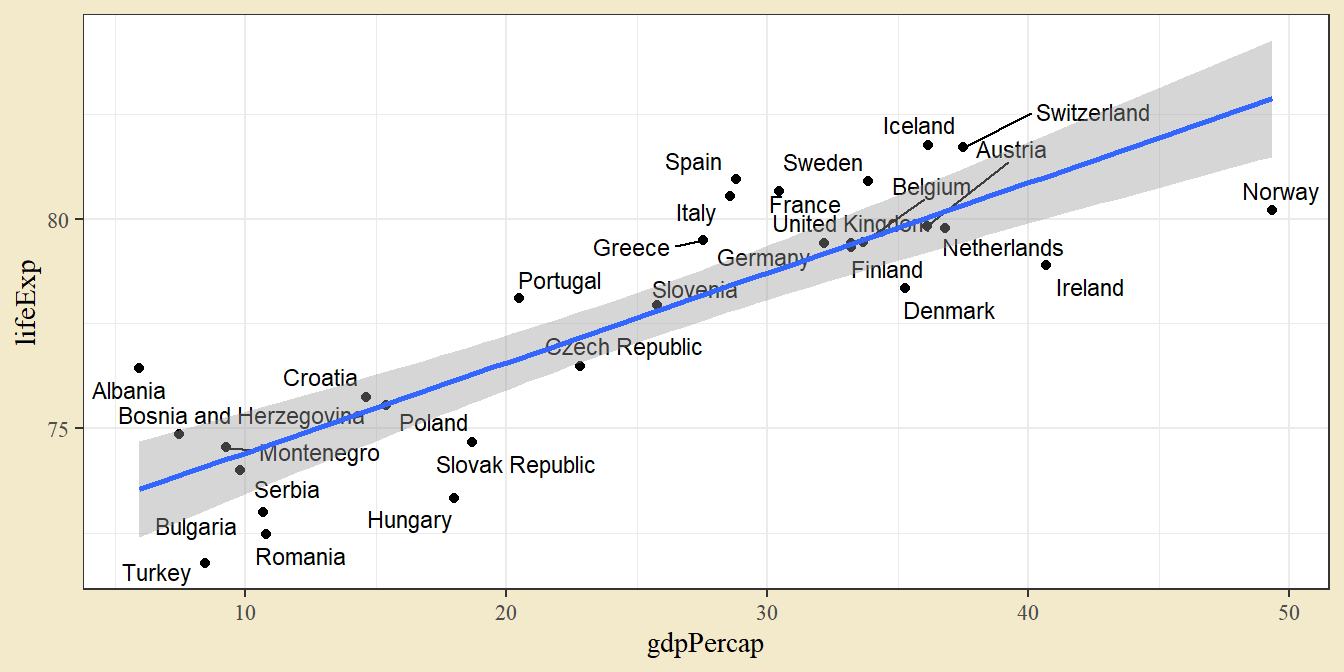 Switzerland
Iceland
Austria
Spain
Sweden
Belgium
Norway
France
Italy
United Kingdom
80
Greece
Netherlands
Germany
Finland
Portugal
Slovenia
Ireland
Denmark
lifeExp
Czech Republic
Croatia
Albania
Bosnia and Herzegovina
Poland
75
Montenegro
Slovak Republic
Serbia
Hungary
Bulgaria
Romania
Turkey
10
20
30
40
50
gdpPercap